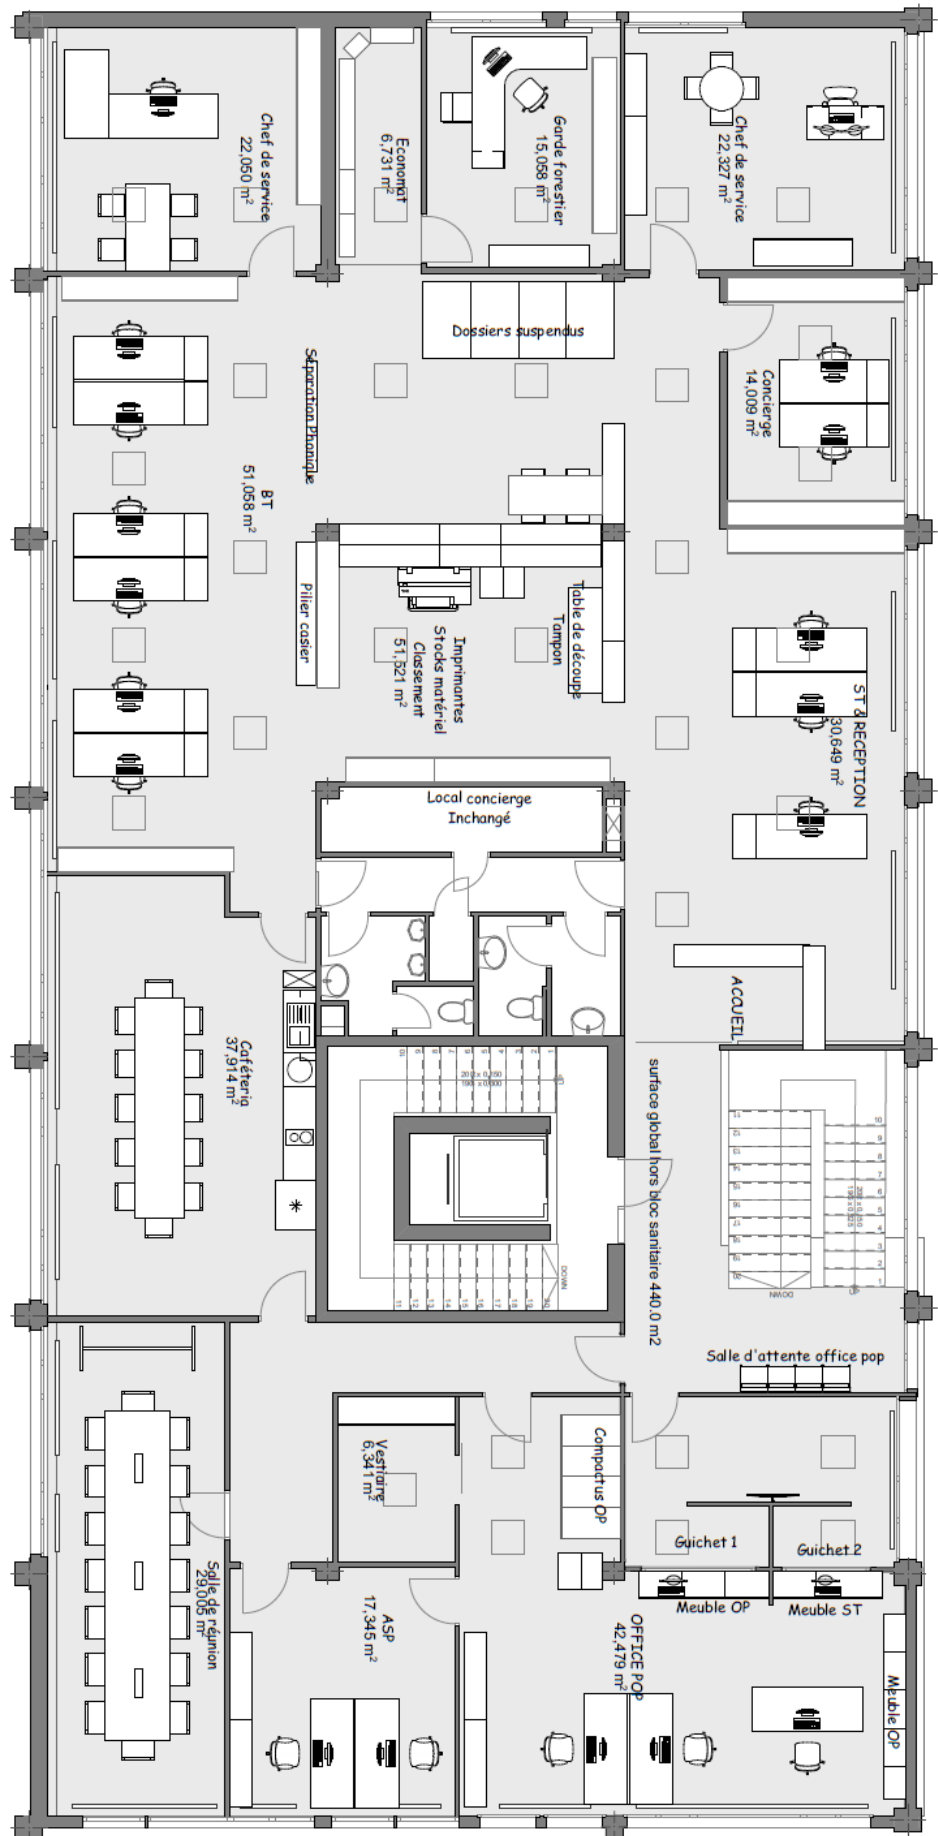 Chef de service
22,050 m²
Economat
6,731 m²
Garde forestier
15,058 m²
Chef de service
22,327 m²
Dossiers suspendus
Séparation Phonique
Concierge
14,009 m²
BT
51,058 m²
Pilier casier
Imprimantes
Stocks matériel
Classement
51,521 m²
Table de découpe
Tampon
ST & RECEPTION
30,649 m²
Local concierge
Inchangé
ACCUEIL
Caféteria
37,914 m²
surface global hors bloc sanitaire 440.0 m2
DOWN
DOWN
Salle d'attente office pop
Vestiaire
6,341 m²
Compactus OP
Guichet 1
Guichet 2
Meuble OP
Meuble ST
Salle de réunion
29,005 m²
ASP
17,345 m²
OFFICE POP
42,479 m²
Meuble OP